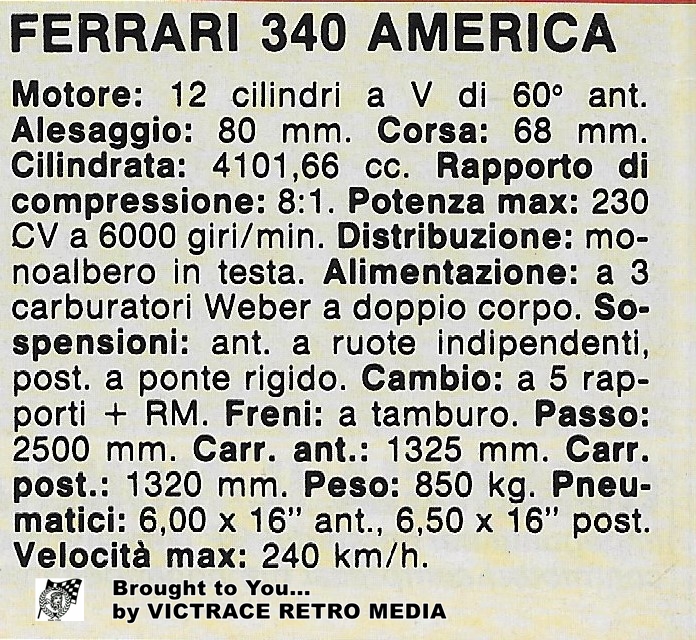 FERRARI 340 AMERICA
Motore: 12 cilindri a V di 60° ant.
Alesaggio: 80 mm. Corsa: 68 mm.
Cilindrata: 4101,66 cc. Rapporto di
compressione: 8:1. Potenza max: 230
CV a 6000 giri/min. Distribuzione: mo-
noalbero in testa. Alimentazione: a 3
carburatori Weber a doppio corpo. So-
spensioni: ant. a ruote indipendenti,
post. a ponte rigido. Cambio: a 5 rap-
porti + RM. Freni: a tamburo. Passo:
2500 mm. Carr. ant.: 1325 mm. Carr.
post.: 1320 mm. Peso: 850 kg. Pneu-
matici: 6,00 x 16” ant., 6,50 x 16” post.
Velocità max: 240 km/h.
Brought to You...
by VICTRACE RETRO MEDIA